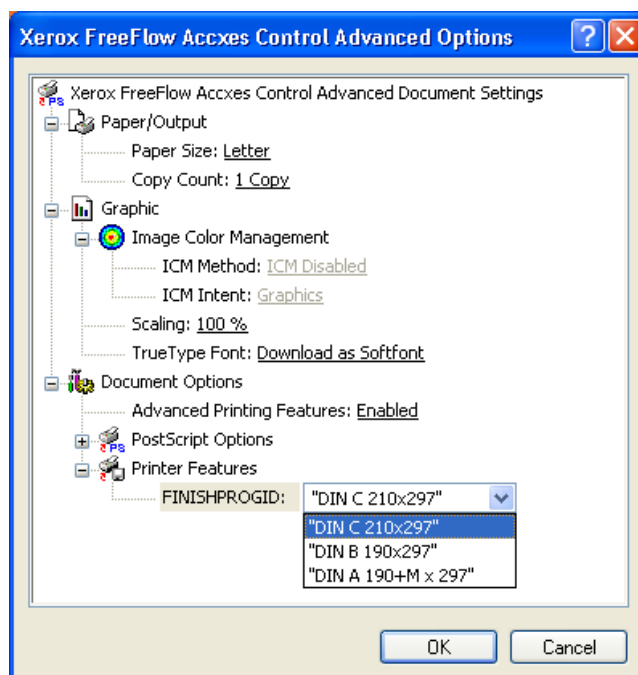 Xerox FreeFlow Accxes Control Advanced Options
Xerox FreeFlow Accxes Control Advanced Document Settings
Paper/Output
Paper Size: Letter
Copy Count: 1 Copy
Graphic
Image Color Management
ICM Method: ICM Disabled
ICM Intent: Graphics
Scaling: 100 %
TrueType Font: Download as Softfont
Document Options
Advanced Printing Features: Enabled
PS PostScript Options
Printer Features
FINISHPROGID: "DIN C 210x297"
"DIN C 210x297"
"DIN B 190x297"
"DIN A 190+M x 297"
OK Cancel